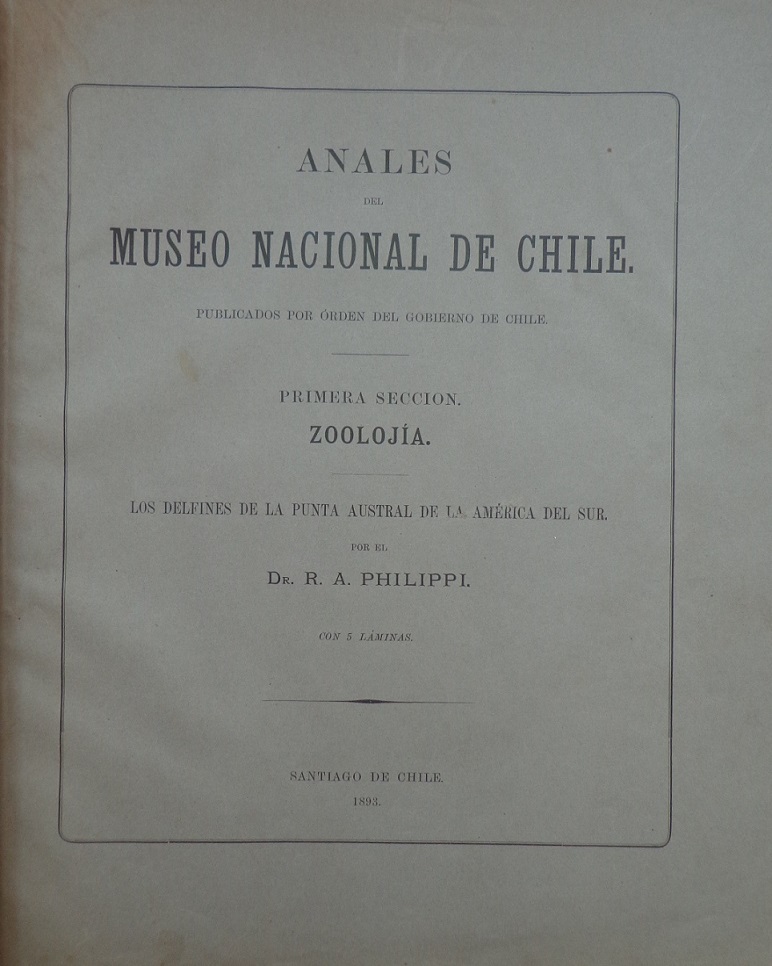 ANALES
DEL
MUSEO NACIONAL DE CHILE.
PUBLICADOS POR ÓRDEN DEL GOBIERNO DE CHILE.
PRIMERA SECCION.
ZOOLOJÍA.
LOS DELFINES DE LA PUNTA AUSTRAL DE LA AMÉRICA DEL SUR.
POR EL
DR. R. A. PHILIPPI.
CON 5 LÁMINAS.
SANTIAGO DE CHILE.
1893.